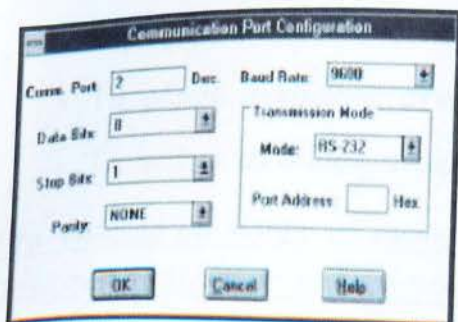 Communication Port Configuration
Comm. Port: 2 Dec. Baud Rate: 9600
Data Bits: 8 Transmission Mode
Stop Bits: 1 Mode: RS-232
Parity: NONE Port Address Hex.
OK Cancel Help